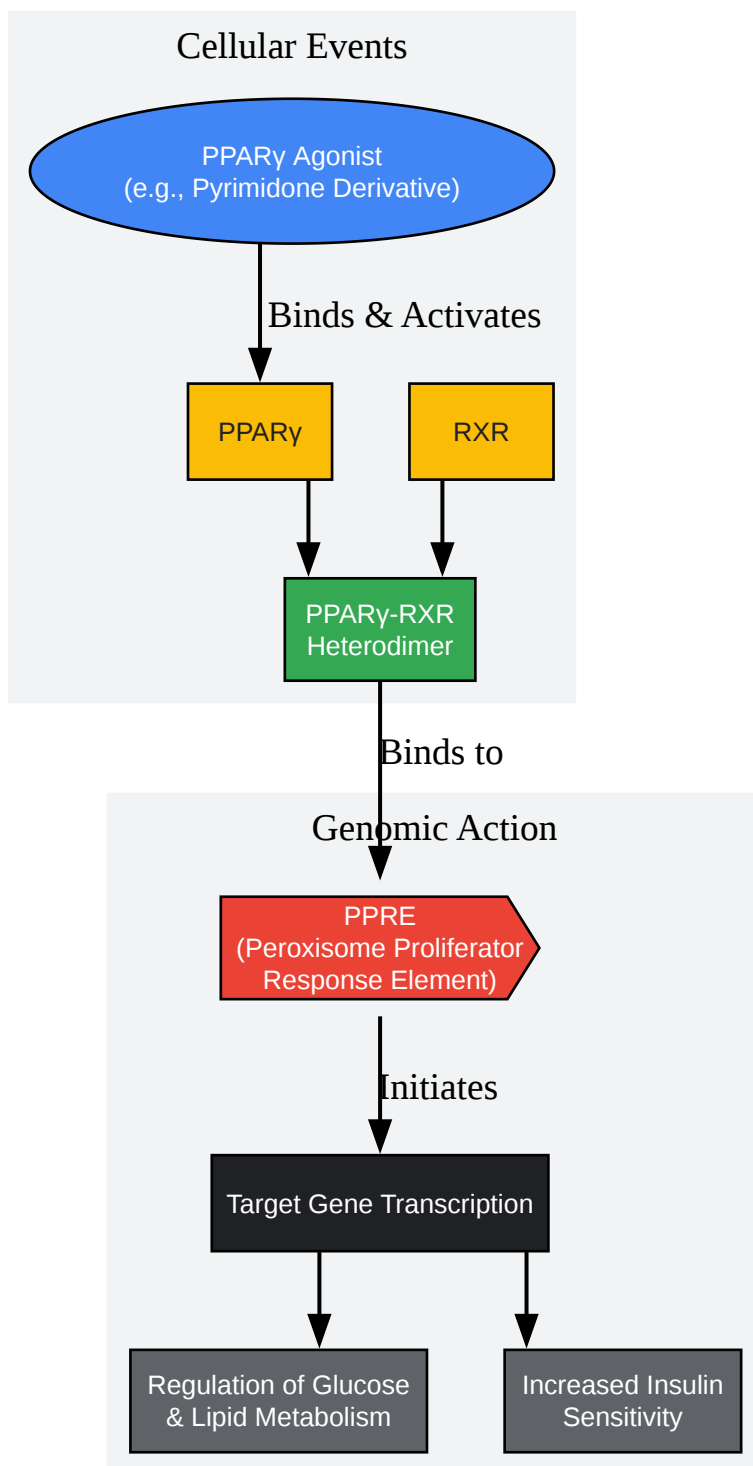 Cellular Events
PPARγ Agonist
(e.g., Pyrimidone Derivative)
Binds & Activates
PPARγ
RXR
PPARγ-RXR
Heterodimer
Binds to
Genomic Action
PPRE
(Peroxisome Proliferator
Response Element)
Initiates
Target Gene Transcription
Regulation of Glucose
& Lipid Metabolism
Increased Insulin
Sensitivity